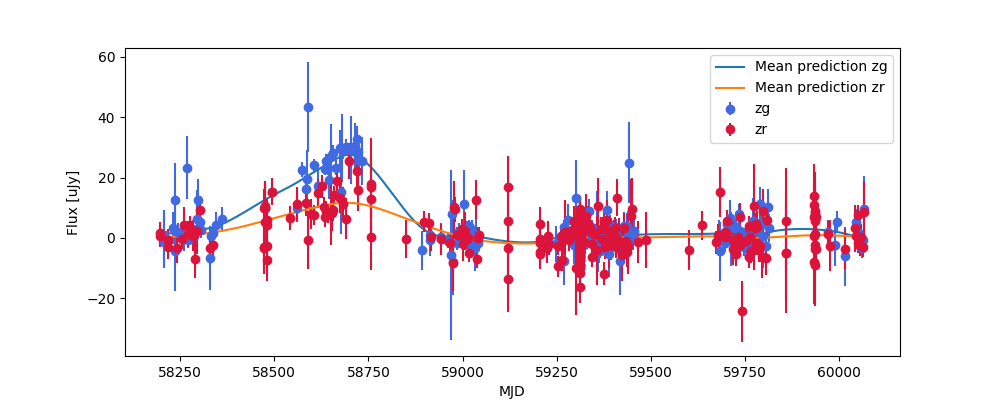 60
40
20
0
−20
Flux [uJy]
58250 58500 58750 59000 59250 59500 59750 60000
MJD
Mean prediction zg
Mean prediction zr
zg
zr